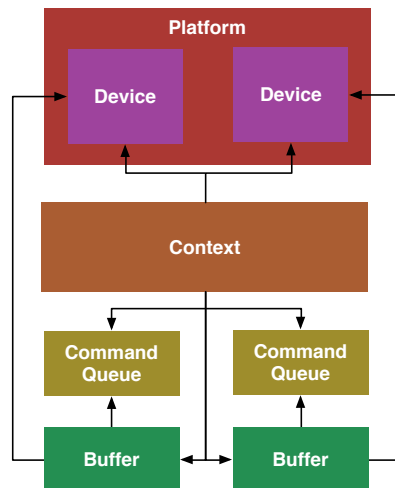 Platform
Device
Device
Context
Command
Queue
Command
Queue
Buffer
Buffer